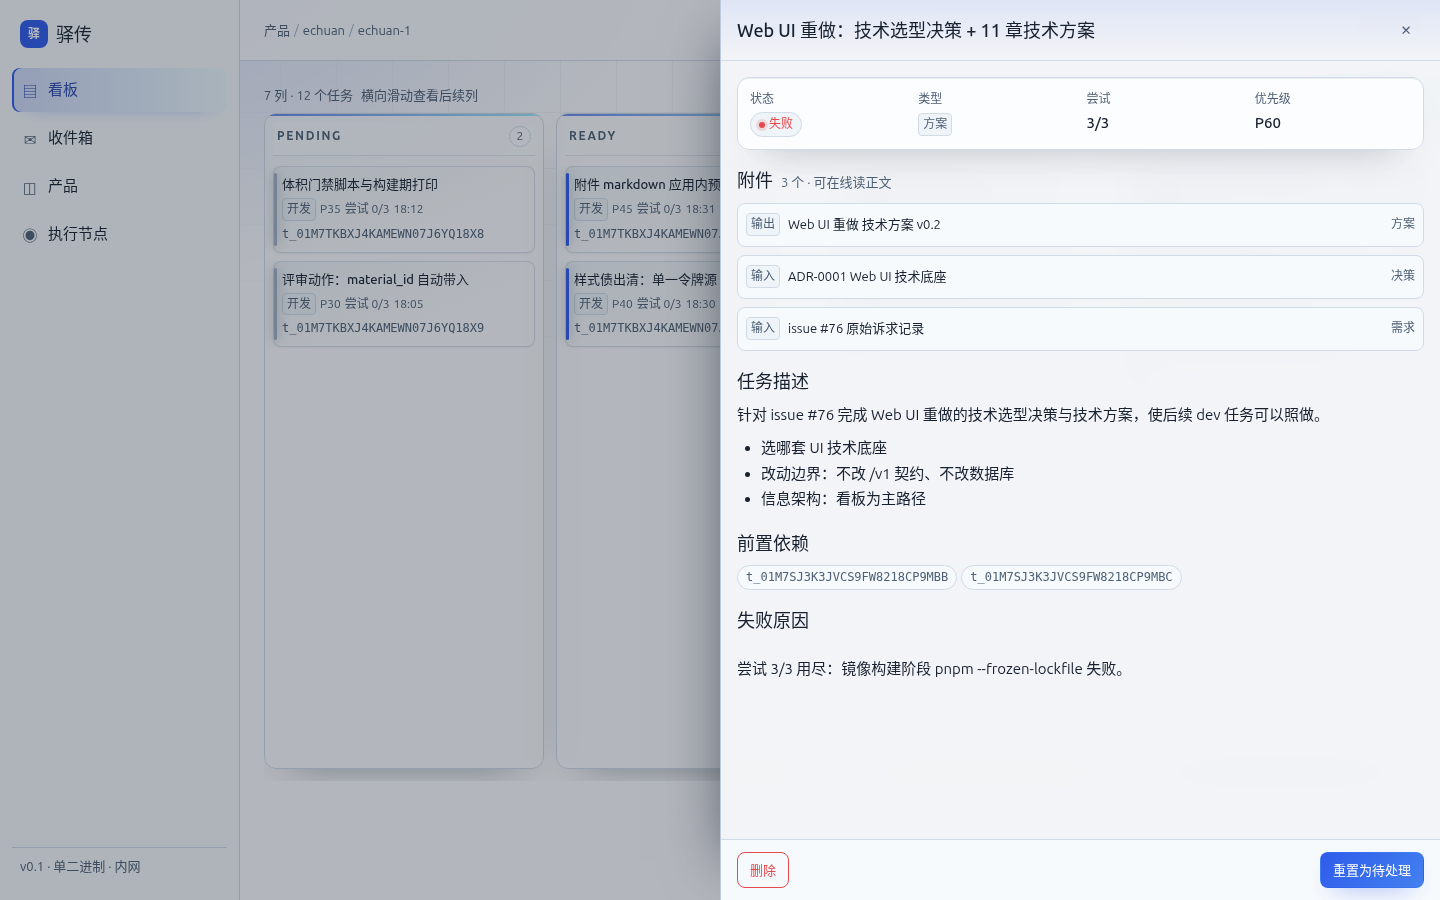 驿 驿传
看板
收件箱
产品
执行节点
v0.1 · 单二进制 · 内网
产品 / echuan / echuan-1
7 列 · 12 个任务 横向滑动查看后续列
PENDING 2
体积门禁脚本与构建期打印
开发 P35 尝试 0/3 18:12
t_01M7TKBXJ4KAMEWN07J6YQ18X8
评审动作：material_id 自动带入
开发 P30 尝试 0/3 18:05
t_01M7TKBXJ4KAMEWN07J6YQ18X9
READY
附件 markdown 应用内预
开发 P45 尝试 0/3 18:31
t_01M7TKBXJ4KAMEWN07.
样式债出清：单一令牌源
开发 P40 尝试 0/3 18:30
t_01M7TKBXJ4KAMEWN07.
Web UI 重做：技术选型决策 + 11 章技术方案 ×
状态 类型 尝试 优先级
失败 方案 3/3 P60
附件 3 个 · 可在线读正文
输出 Web UI 重做 技术方案 v0.2 方案
输入 ADR-0001 Web UI 技术底座 决策
输入 issue #76 原始诉求记录 需求
任务描述
针对 issue #76 完成 Web UI 重做的技术选型决策与技术方案，使后续 dev 任务可以照做。
• 选哪套 UI 技术底座
• 改动边界：不改 /v1 契约、不改数据库
• 信息架构：看板为主路径
前置依赖
t_01M7SJ3K3JVCS9FW8218CP9MBB t_01M7SJ3K3JVCS9FW8218CP9MBC
失败原因
尝试 3/3 用尽：镜像构建阶段 pnpm --frozen-lockfile 失败。
删除 重置为待处理